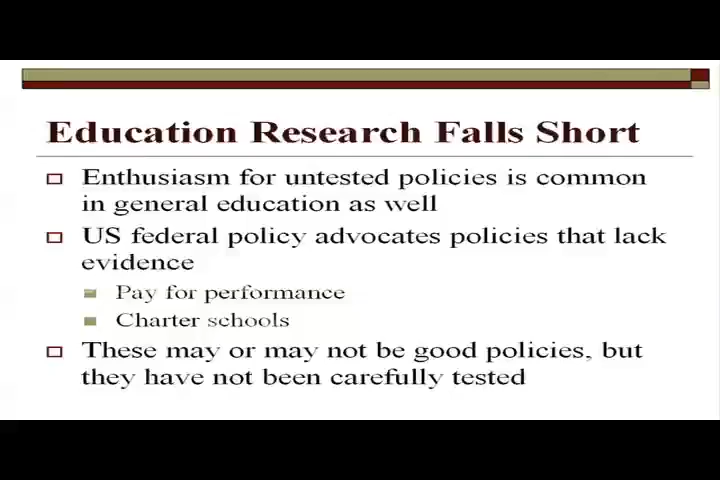 Education Research Falls Short
Enthusiasm for untested policies is common
in general education as well
US federal policy advocates policies that lack
evidence
Pay for performance
Charter schools
These may or may not be good policies, but
they have not been carefully tested